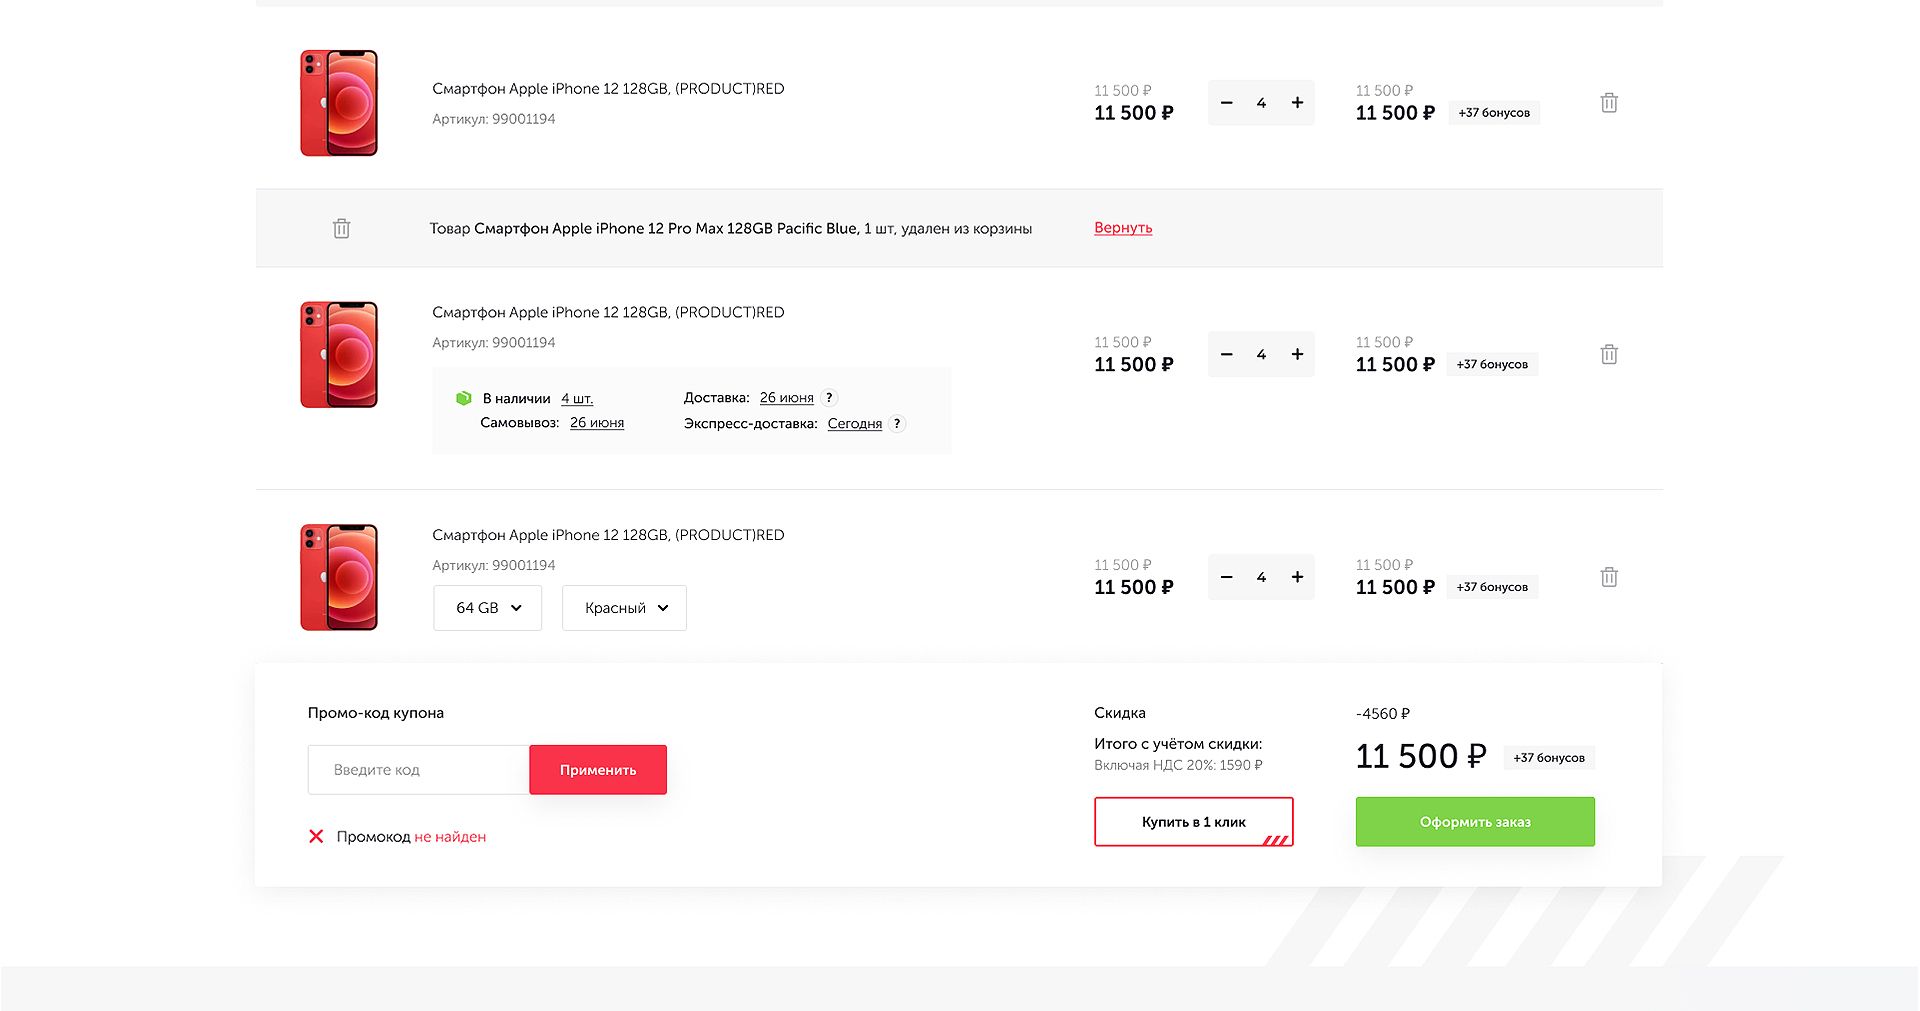 Смартфон Apple iPhone 12 128GB, (PRODUCT)RED
Артикул: 99001194
11 500 ₽
11 500 ₽
− 4 +
11 500 ₽
11 500 ₽ +37 бонусов
Товар Смартфон Apple iPhone 12 Pro Max 128GB Pacific Blue, 1 шт, удален из корзины Вернуть
Смартфон Apple iPhone 12 128GB, (PRODUCT)RED
Артикул: 99001194
В наличии 4 шт.
Самовывоз: 26 июня
Доставка: 26 июня ?
Экспресс-доставка: Сегодня ?
11 500 ₽
11 500 ₽
− 4 +
11 500 ₽
11 500 ₽ +37 бонусов
Смартфон Apple iPhone 12 128GB, (PRODUCT)RED
Артикул: 99001194
64 GB Красный
11 500 ₽
11 500 ₽
− 4 +
11 500 ₽
11 500 ₽ +37 бонусов
Промо-код купона
Введите код Применить
Промокод не найден
Скидка -4560 ₽
Итого с учётом скидки: 11 500 ₽ +37 бонусов
Включая НДС 20%: 1590 ₽
Купить в 1 клик Оформить заказ